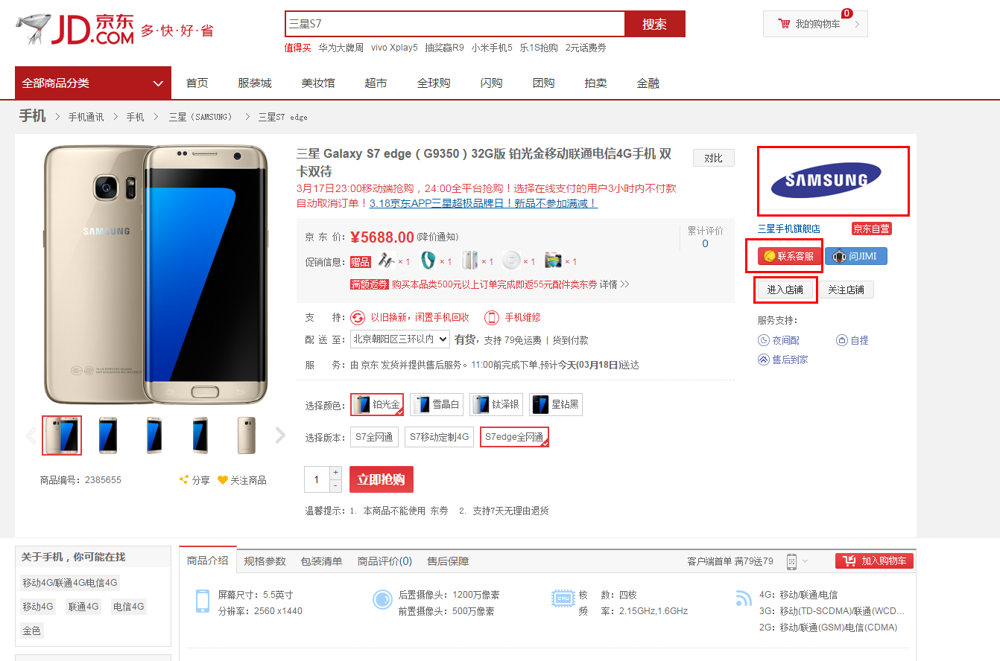 JD京东.COM 多·快·好·省
三星S7
搜索
0
我的购物车
值得买 华为大牌周 vivo Xplay5 抽奖赢R9 小米手机5 乐1S抢购 2元话费券
全部商品分类 首页 服装城 美妆馆 超市 全球购 闪购 团购 拍卖 金融
手机 > 手机通讯 > 手机 > 三星（SAMSUNG） > 三星S7 edge
三星 Galaxy S7 edge（G9350）32G版 铂光金移动联通电信4G手机 双
卡双待
对比
3月17日23:00移动端抢购，24:00全平台抢购！选择在线支付的用户3小时内不付款
自动取消订单！3.18京东APP三星超极品牌日！新品不参加满减！
京 东 价：¥5688.00 (降价通知)
累计评价
0
促销信息：赠品 ×1 ×1 ×1 ×1 ×1
满额返券 购买本品类500元以上订单完成即返55元配件类东券 详情 >>
支 持： 以旧换新，闲置手机回收 手机维修
配 送 至： 北京朝阳区三环以内 有货，支持 79免运费 | 货到付款
服 务：由 京东 发货并提供售后服务。11:00前完成下单,预计今天(03月18日)送达
选择颜色： 铂光金 雪晶白 钛泽银 星钻黑
选择版本： S7全网通 S7移动定制4G S7edge全网通
1 + -
立即抢购
温馨提示：1. 本商品不能使用 东券 2. 支持7天无理由退货
SAMSUNG
商品编号：2385655 分享 关注商品
SAMSUNG
三星手机旗舰店 京东自营
联系客服 问JIMI
进入店铺 关注店铺
服务支持：
夜间配 自提
售后到家
关于手机，你可能在找
移动4G/联通4G/电信4G
移动4G 联通4G 电信4G
金色
商品介绍 规格参数 包装清单 商品评价(0) 售后保障
客户端首单 满79送79
加入购物车
屏幕尺寸：5.5英寸
分辨率：2560 x1440
后置摄像头：1200万像素
前置摄像头：500万像素
CPU
核 数：四核
频 率：2.15GHz,1.6GHz
4G：移动/联通/电信
3G：移动(TD-SCDMA)/联通(WCD...
2G：移动/联通(GSM)/电信(CDMA)